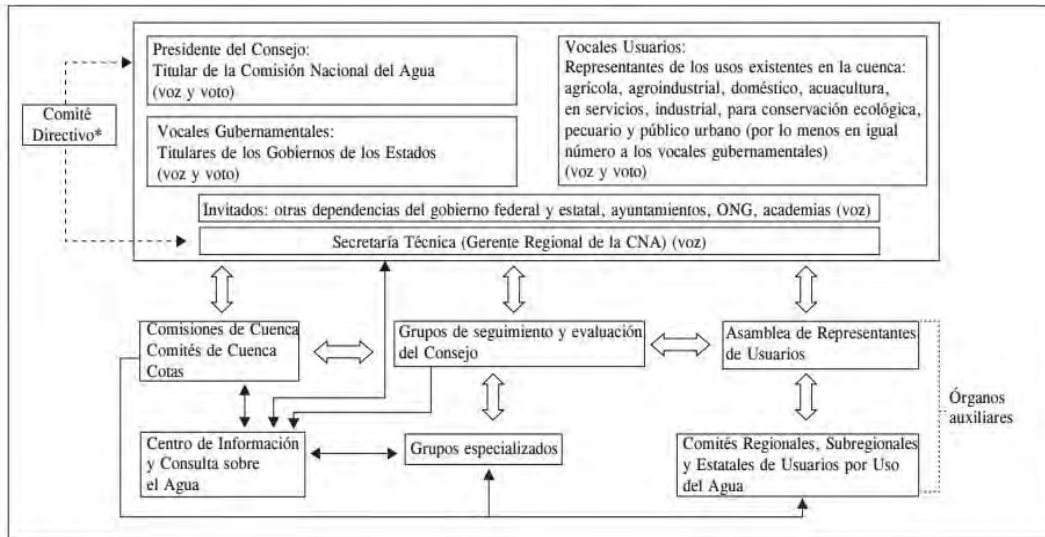 Presidente del Consejo:
Titular de la Comisión Nacional del Agua
(voz y voto)
Vocales Usuarios:
Representantes de los usos existentes en la cuenca:
agrícola, agroindustrial, doméstico, acuacultura,
en servicios, industrial, para conservación ecológica,
pecuario y público urbano (por lo menos en igual
número a los vocales gubernamentales)
(voz y voto)
Comité
Directivo*
Vocales Gubernamentales:
Titulares de los Gobiernos de los Estados
(voz y voto)
Invitados: otras dependencias del gobierno federal y estatal, ayuntamientos, ONG, academias (voz)
Secretaría Técnica (Gerente Regional de la CNA) (voz)
Comisiones de Cuenca
Comités de Cuenca
Cotas
Grupos de seguimiento y evaluación
del Consejo
Asamblea de Representantes
de Usuarios
Órganos
auxiliares
Centro de Información
y Consulta sobre
el Agua
Grupos especializados
Comités Regionales, Subregionales
y Estatales de Usuarios por Uso
del Agua